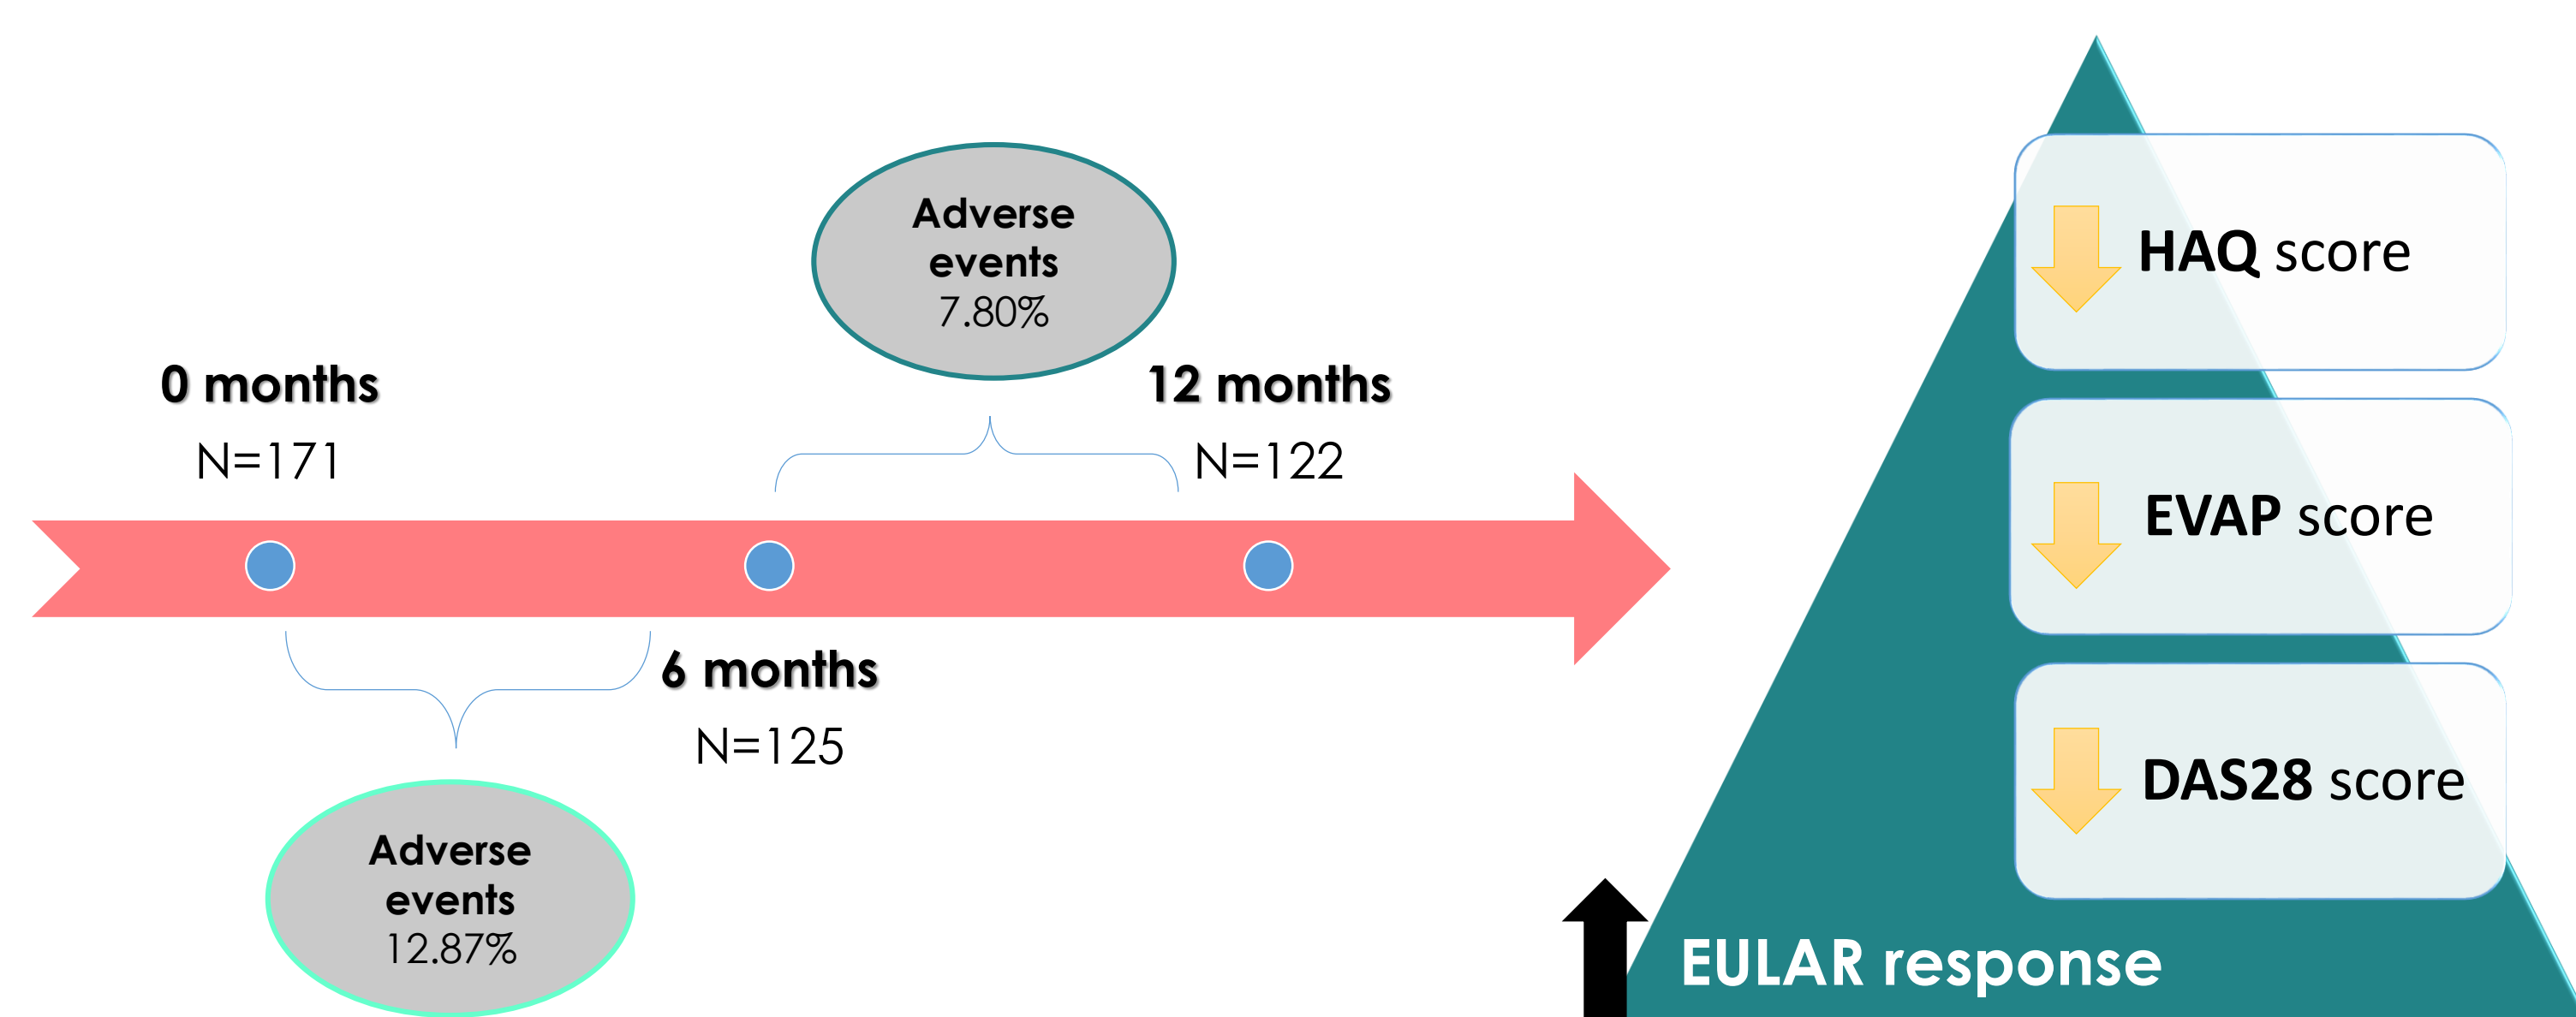 0 months
N=171
Adverse
events
12.87%
6 months
N=125
Adverse
events
7.80%
12 months
N=122
HAQ score
EVAP score
DAS28 score
EULAR response